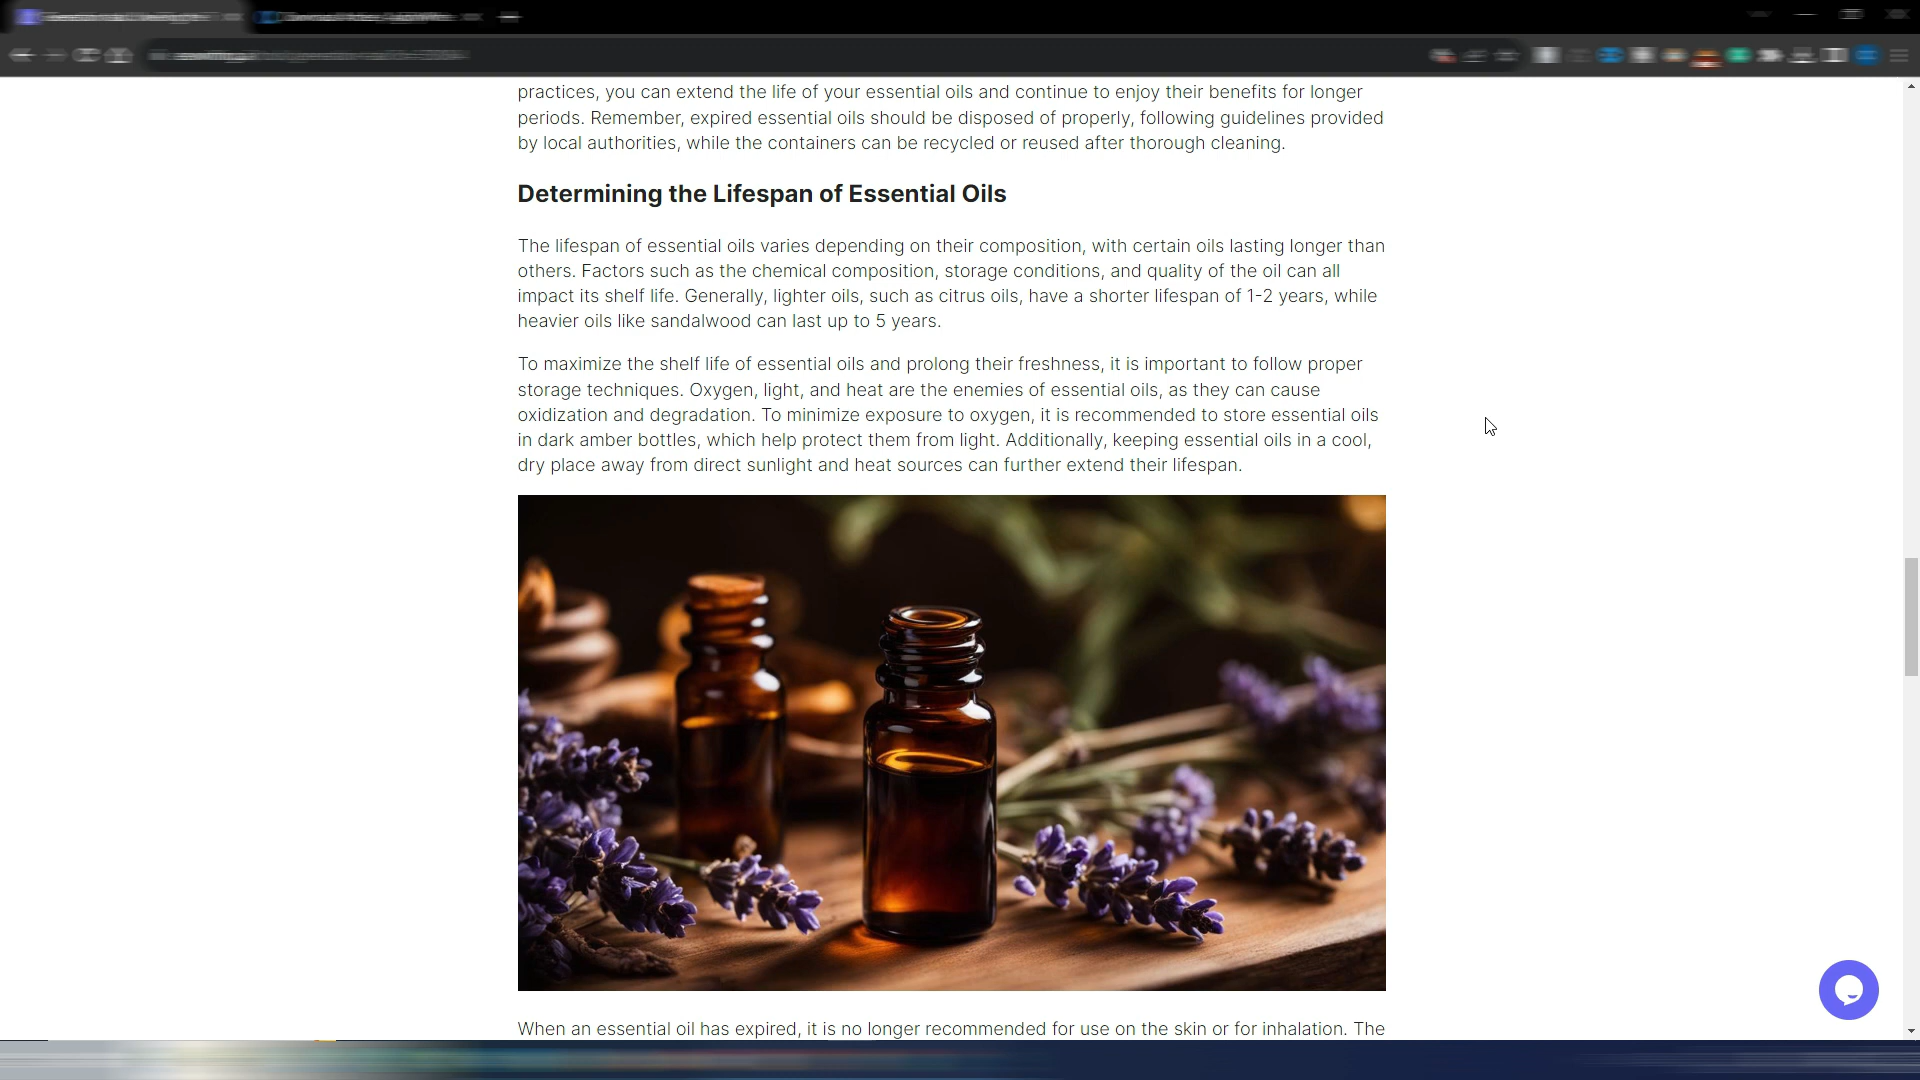 practices, you can extend the life of your essential oils and continue to enjoy their benefits for longer
periods. Remember, expired essential oils should be disposed of properly, following guidelines provided
by local authorities, while the containers can be recycled or reused after thorough cleaning.
Determining the Lifespan of Essential Oils
The lifespan of essential oils varies depending on their composition, with certain oils lasting longer than
others. Factors such as the chemical composition, storage conditions, and quality of the oil can all
impact its shelf life. Generally, lighter oils, such as citrus oils, have a shorter lifespan of 1-2 years, while
heavier oils like sandalwood can last up to 5 years.
To maximize the shelf life of essential oils and prolong their freshness, it is important to follow proper
storage techniques. Oxygen, light, and heat are the enemies of essential oils, as they can cause
oxidization and degradation. To minimize exposure to oxygen, it is recommended to store essential oils
in dark amber bottles, which help protect them from light. Additionally, keeping essential oils in a cool,
dry place away from direct sunlight and heat sources can further extend their lifespan.
When an essential oil has expired, it is no longer recommended for use on the skin or for inhalation. The